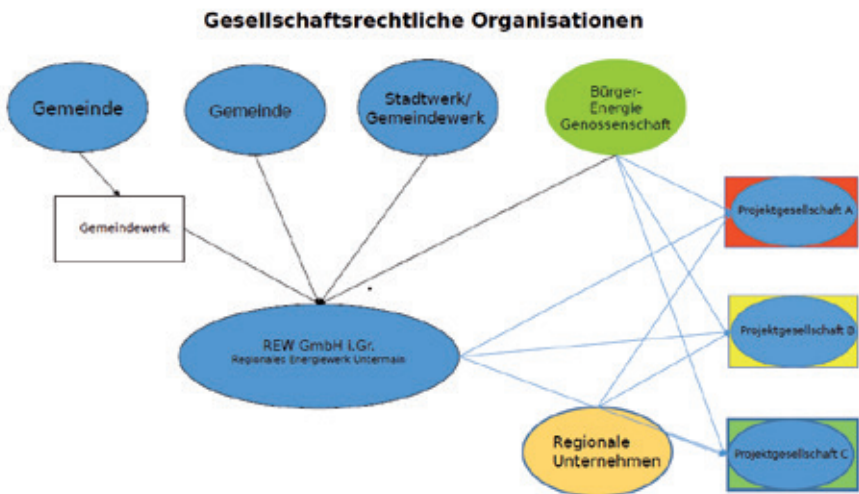 Gesellschaftsrechtliche Organisationen
Gemeinde
Gemeinde
Stadtwerk/
Gemeindewerk
Bürger-
Energie
Genossenschaft
Gemeindewerk
Projektgesellschaft A
REW GmbH i.Gr.
Regionales Energiewerk Untermain
Projektgesellschaft B
Regionale
Unternehmen
Projektgesellschaft C